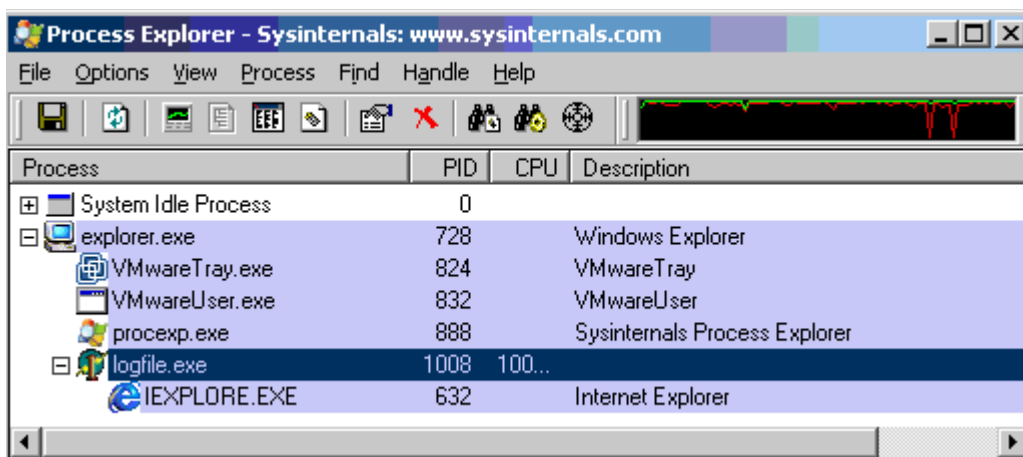 Process Explorer - Sysinternals: www.sysinternals.com
File Options View Process Find Handle Help
Process PID CPU Description
System Idle Process 0
explorer.exe 728 Windows Explorer
VMwareTray.exe 824 VMwareTray
VMwareUser.exe 832 VMwareUser
procexp.exe 888 Sysinternals Process Explorer
logfile.exe 1008 100...
IEXPLORE.EXE 632 Internet Explorer